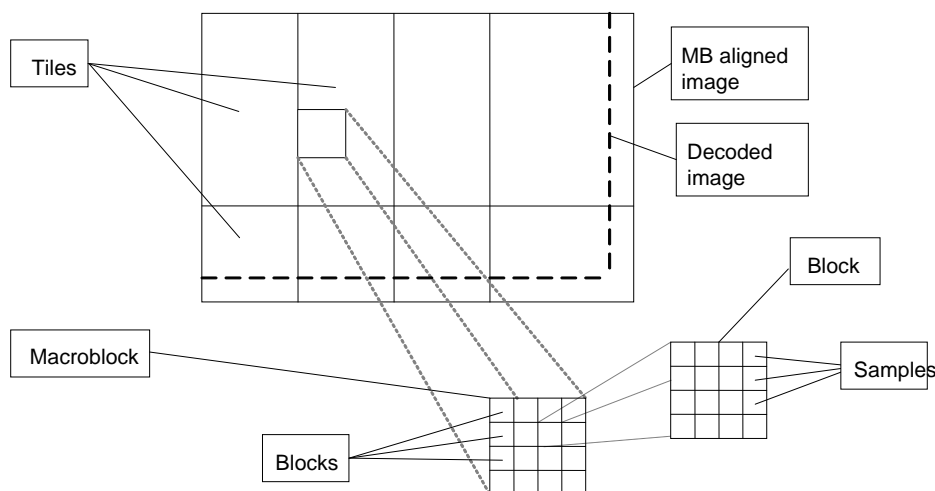 Tiles
MB aligned
image
Decoded
image
Block
Macroblock
Samples
Blocks